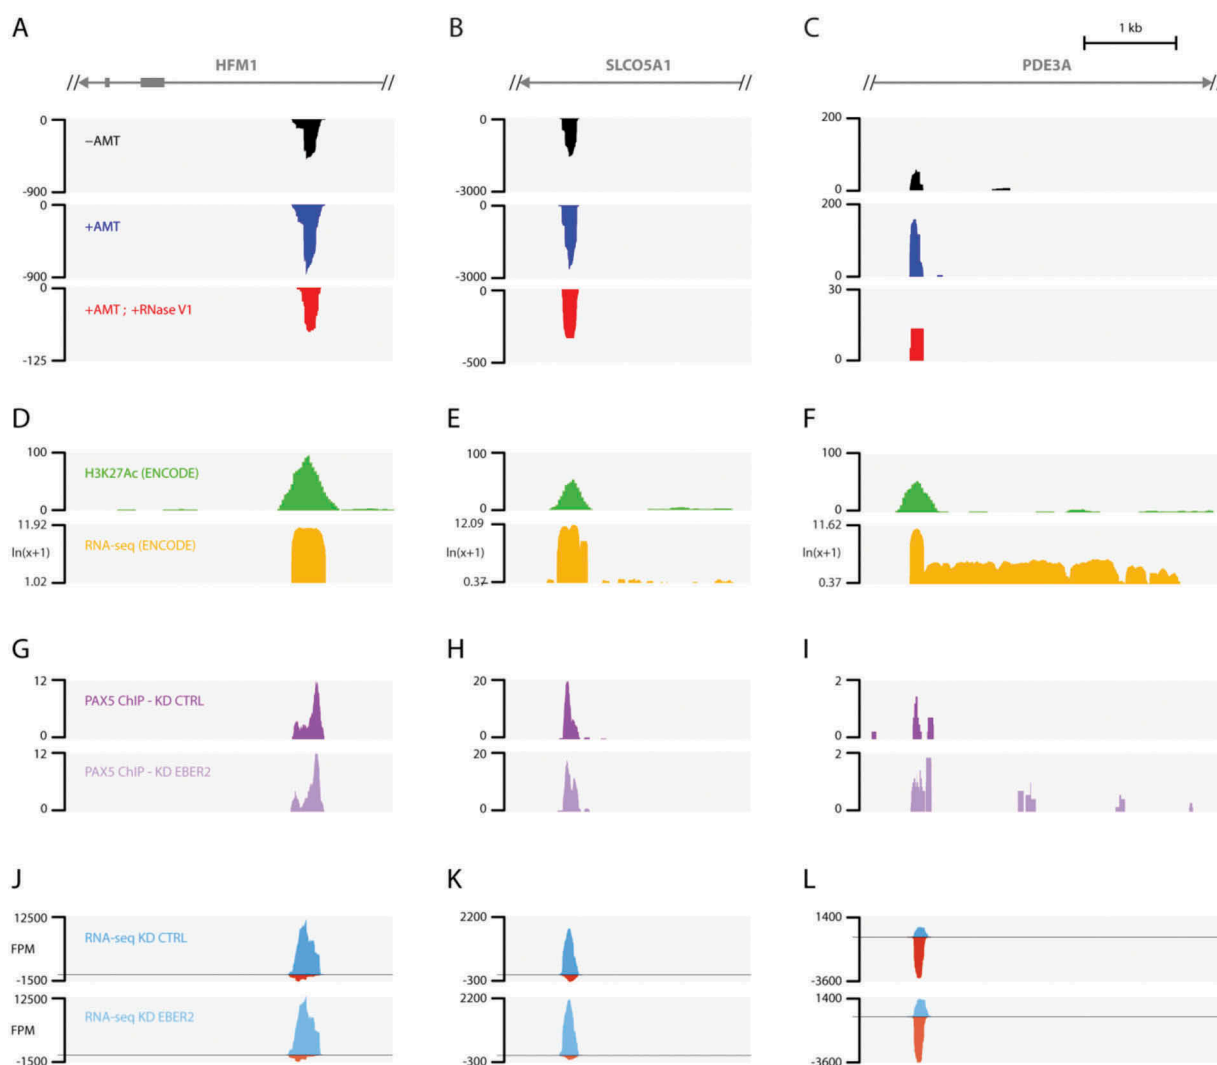 A
B
C
1 kb
HFM1
SLCO5A1
PDE3A
0
−AMT
-900
0
-3000
200
0
0
+AMT
-900
0
-3000
200
0
0
+AMT ; +RNase V1
-125
0
-500
30
0
D
E
F
100
H3K27Ac (ENCODE)
0
100
0
100
0
11.92
RNA-seq (ENCODE)
ln(x+1)
1.02
12.09
ln(x+1)
0.37
11.62
ln(x+1)
0.37
G
H
I
12
PAX5 ChIP - KD CTRL
0
20
0
2
0
12
PAX5 ChIP - KD EBER2
0
20
0
2
0
J
K
L
12500
RNA-seq KD CTRL
FPM
-1500
2200
-300
1400
-3600
12500
RNA-seq KD EBER2
FPM
-1500
2200
-300
1400
-3600